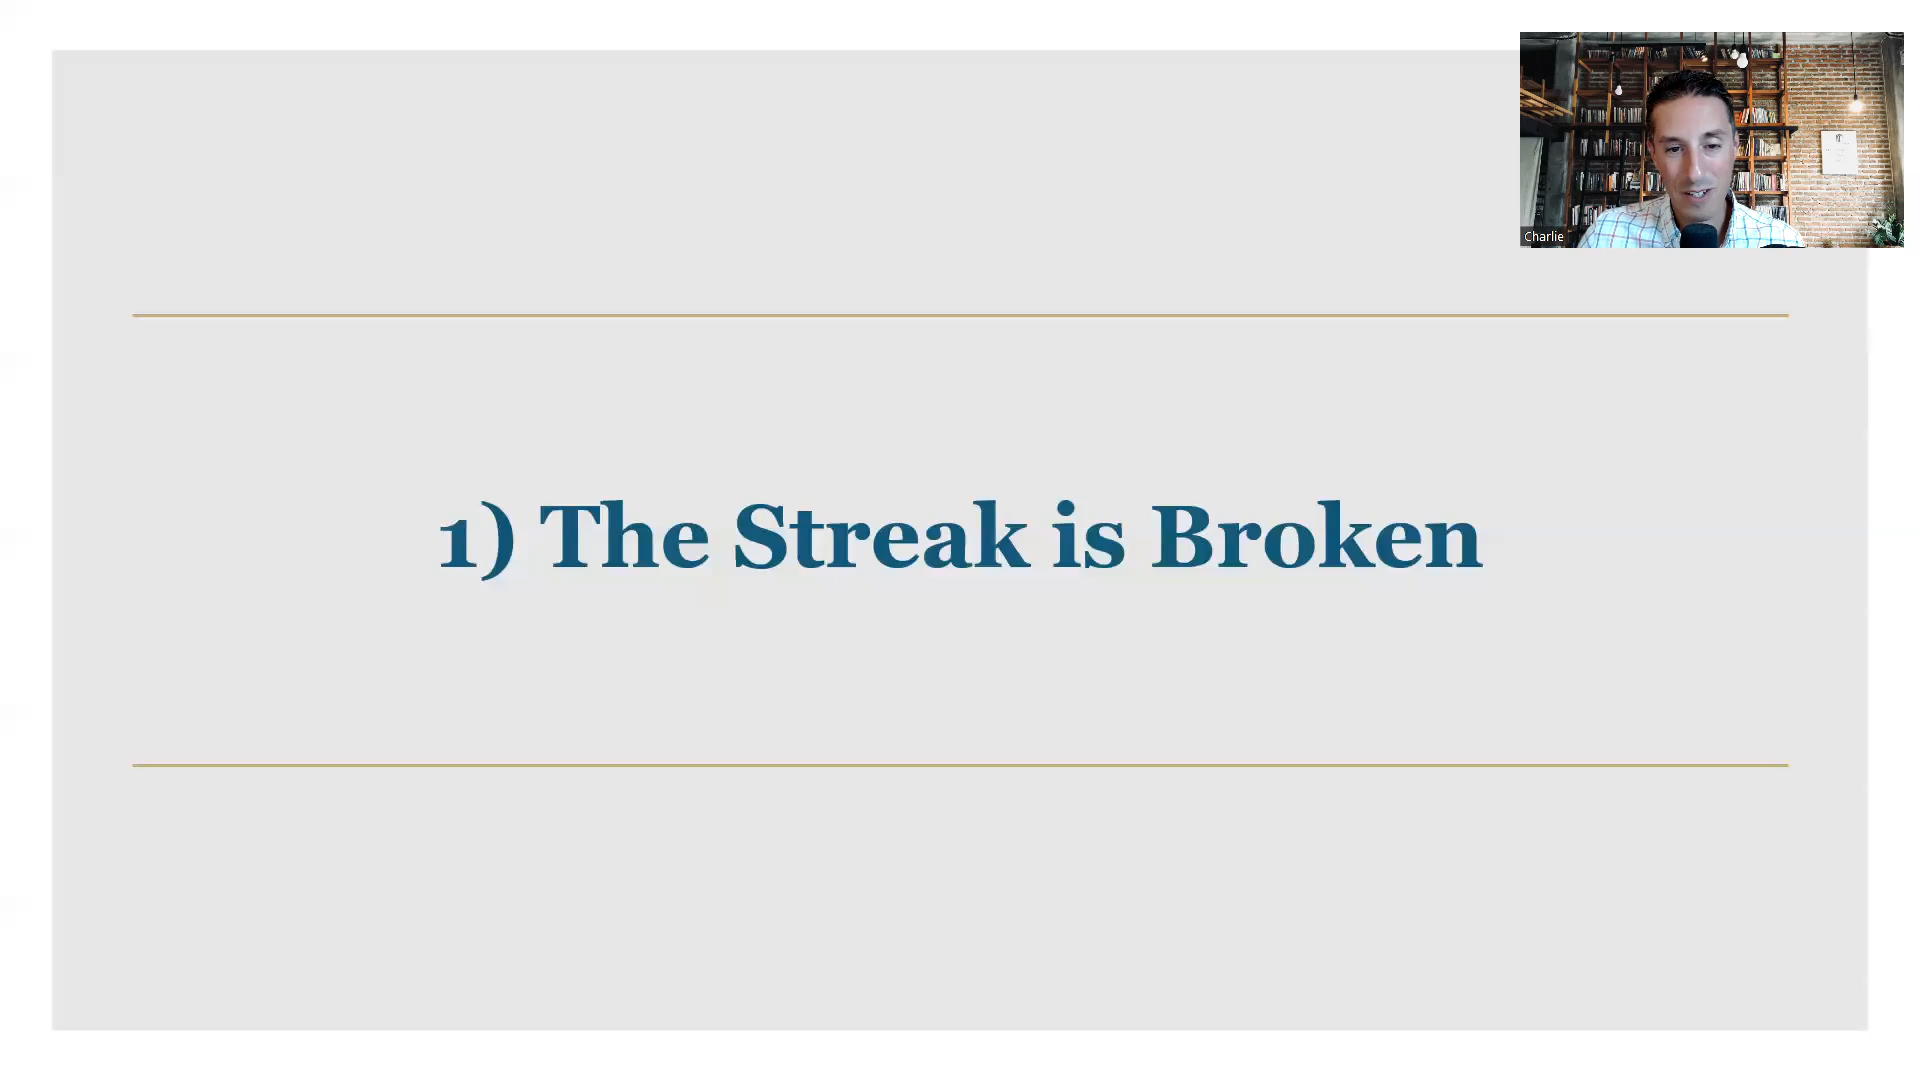 Charlie
1) The Streak is Broken